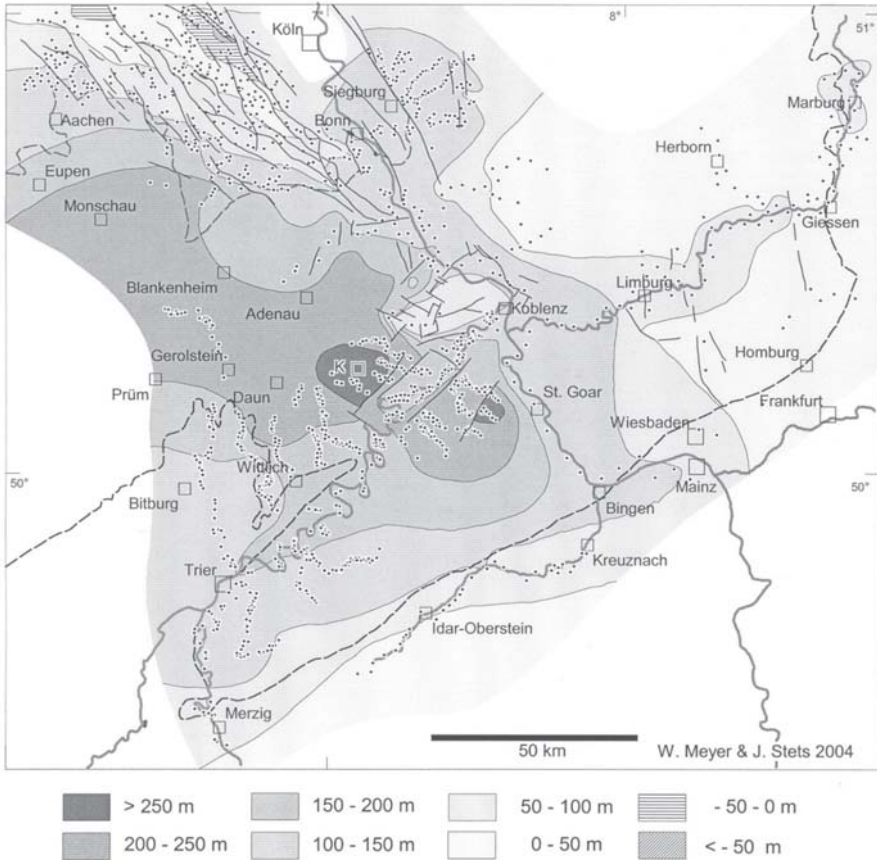 7°
8°
51°
Köln
Siegburg
Bonn
Marburg
Aachen
Herborn
Eupen
Monschau
Giessen
Blankenheim
Limburg
Adenau
Koblenz
Gerolstein
K
Homburg
Prüm
Daun
St. Goar
Frankfurt
Wiesbaden
50°
50°
Wittlich
Mainz
Bitburg
Bingen
Kreuznach
Trier
Idar-Oberstein
Merzig
50 km
W. Meyer & J. Stets 2004
> 250 m
150 - 200 m
50 - 100 m
- 50 - 0 m
200 - 250 m
100 - 150 m
0 - 50 m
< - 50 m